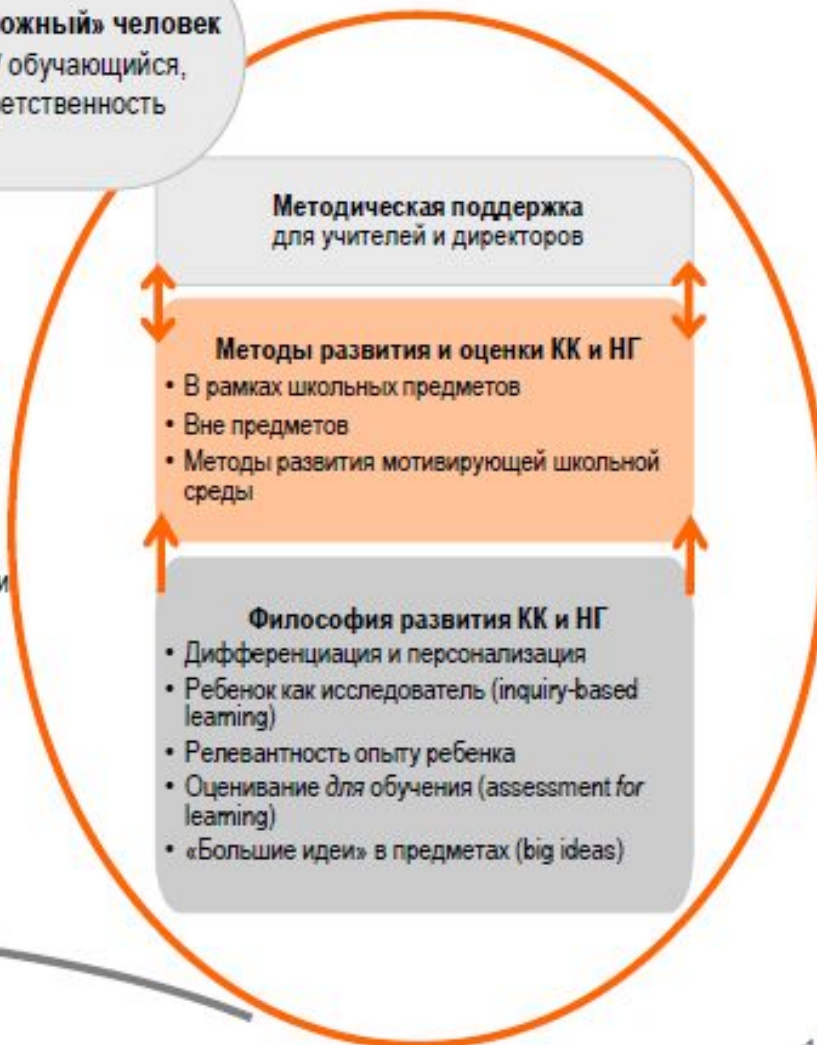 ожный» человек
обучающийся,
етственность
Методическая поддержка
для учителей и директоров
Методы развития и оценки КК и НГ
• В рамках школьных предметов
• Вне предметов
• Методы развития мотивирующей школьной
среды
и
Философия развития КК и НГ
• Дифференциация и персонализация
• Ребенок как исследователь (inquiry-based
learning)
• Релевантность опыту ребенка
• Оценивание для обучения (assessment for
learning)
• «Большие идеи» в предметах (big ideas)